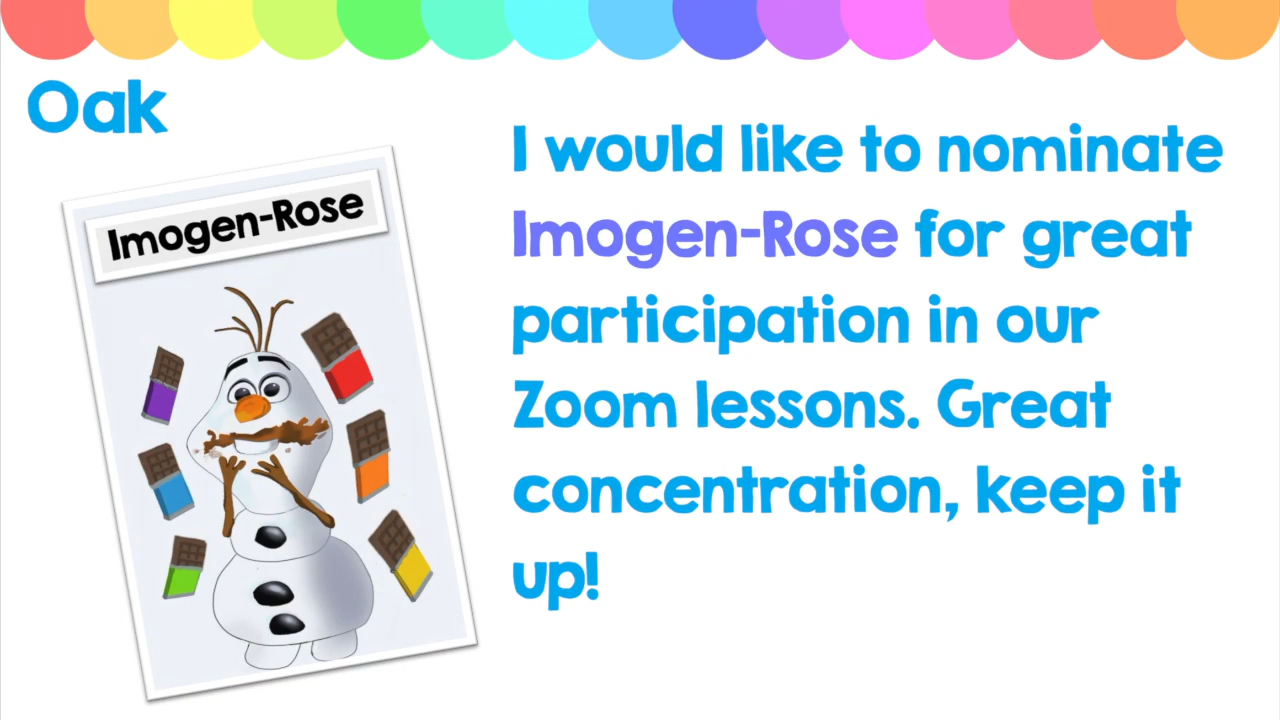 Oak
Imogen-Rose
I would like to nominate
Imogen-Rose for great
participation in our
Zoom lessons. Great
concentration, keep it
up!